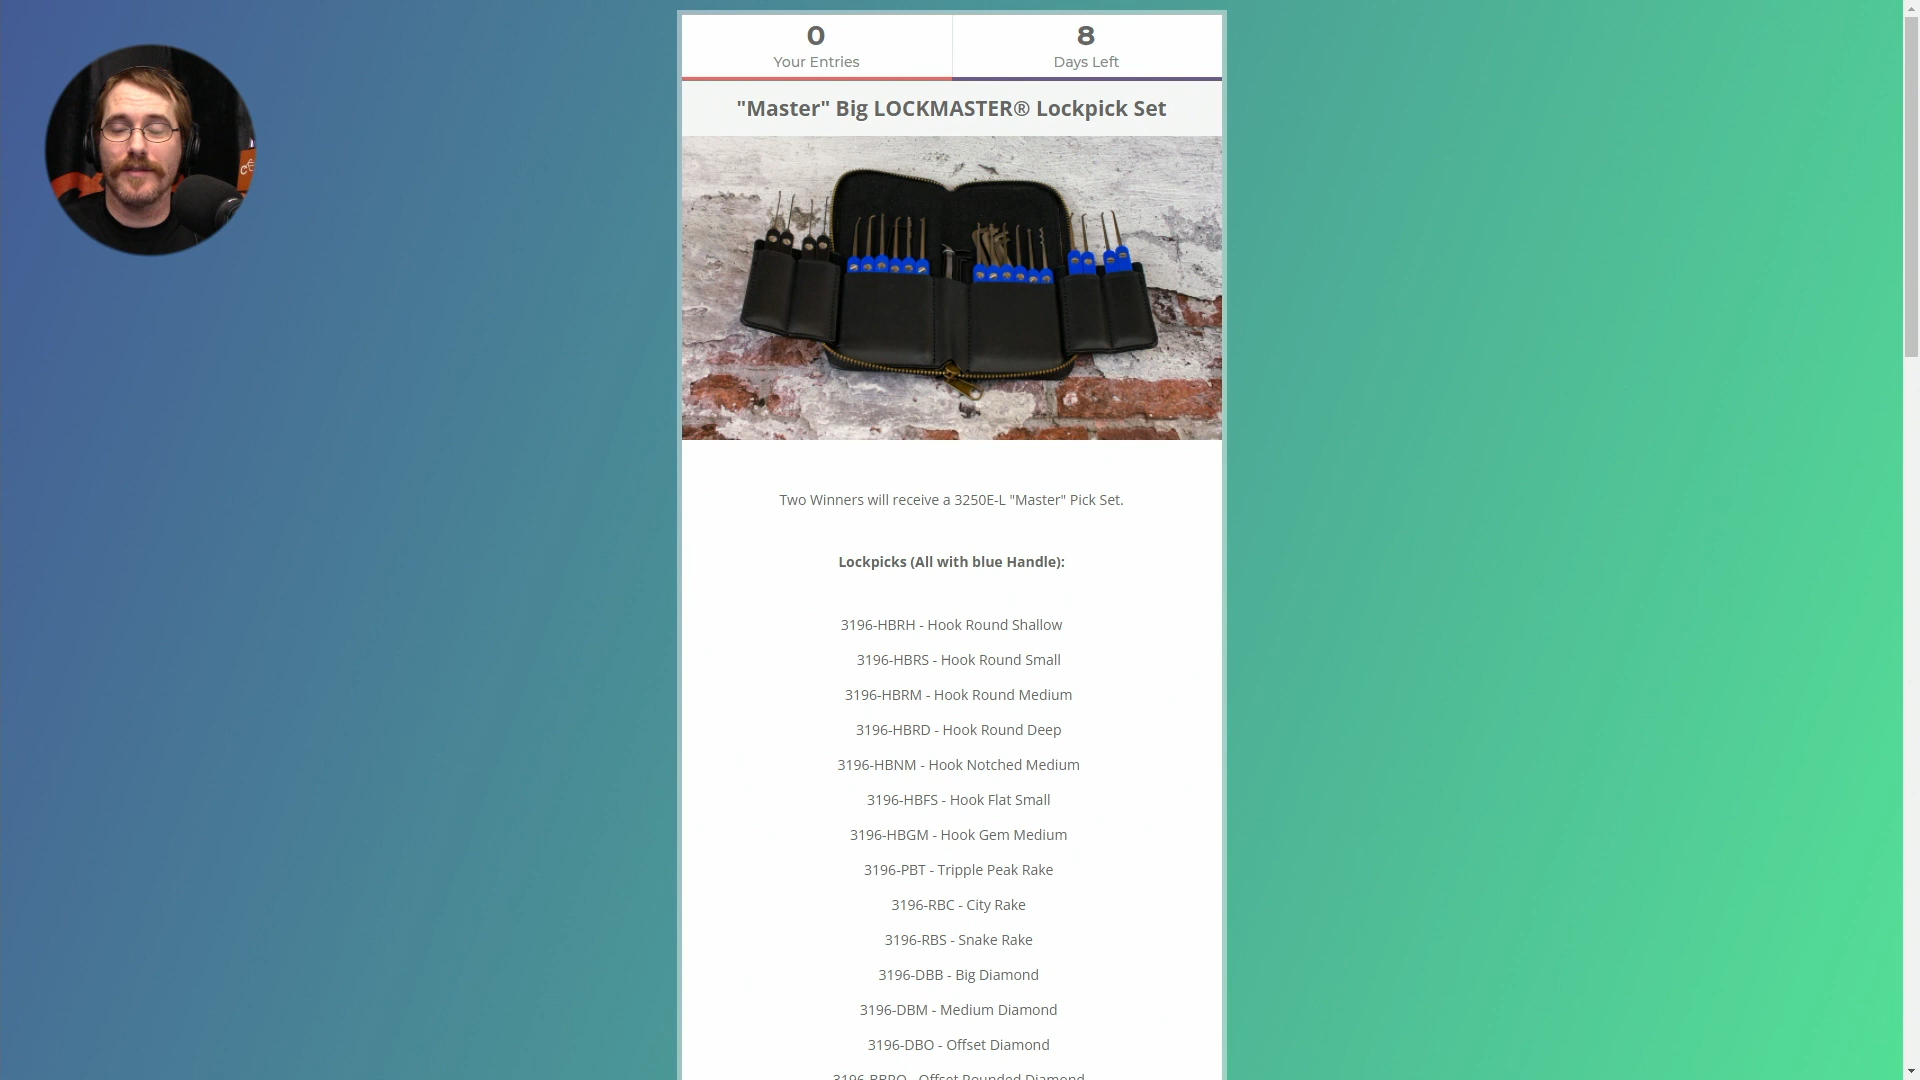 0
Your Entries
8
Days Left
"Master" Big LOCKMASTER® Lockpick Set
Two Winners will receive a 3250E-L "Master" Pick Set.
Lockpicks (All with blue Handle):
3196-HBRH - Hook Round Shallow
3196-HBRS - Hook Round Small
3196-HBRM - Hook Round Medium
3196-HBRD - Hook Round Deep
3196-HBNM - Hook Notched Medium
3196-HBFS - Hook Flat Small
3196-HBGM - Hook Gem Medium
3196-PBT - Tripple Peak Rake
3196-RBC - City Rake
3196-RBS - Snake Rake
3196-DBB - Big Diamond
3196-DBM - Medium Diamond
3196-DBO - Offset Diamond
Offset Rounded Diamond